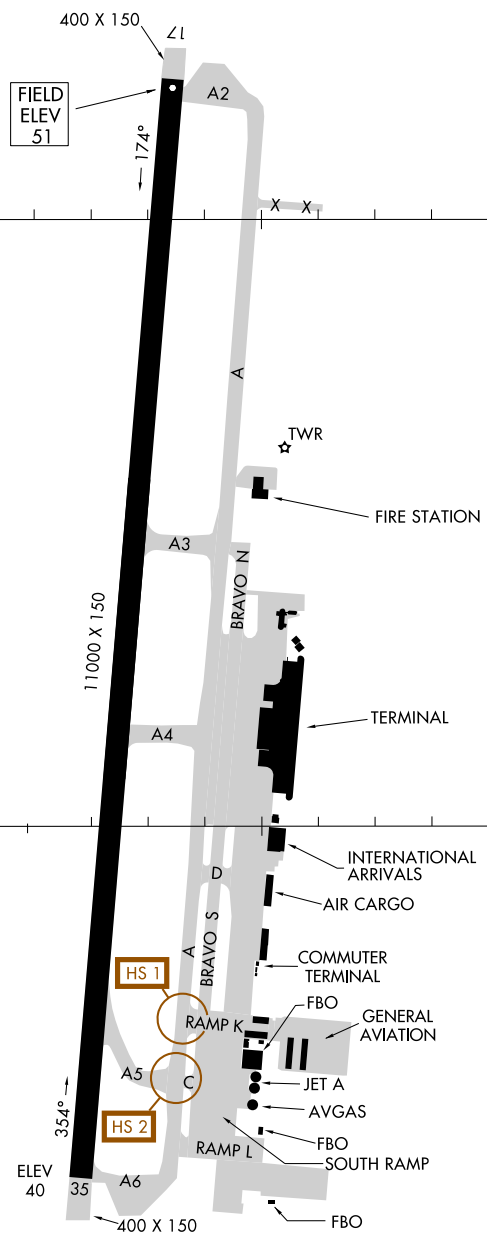 400 X 150
17
FIELD
ELEV
51
A2
174°
X X
A
TWR
FIRE STATION
A3
BRAVO N
11000 X 150
TERMINAL
A4
INTERNATIONAL
ARRIVALS
D
AIR CARGO
A
BRAVO S
COMMUTER
TERMINAL
HS 1
FBO
RAMP K
GENERAL
AVIATION
A5
C
JET A
354°
AVGAS
HS 2
FBO
RAMP L
SOUTH RAMP
ELEV
40
35
A6
FBO
400 X 150